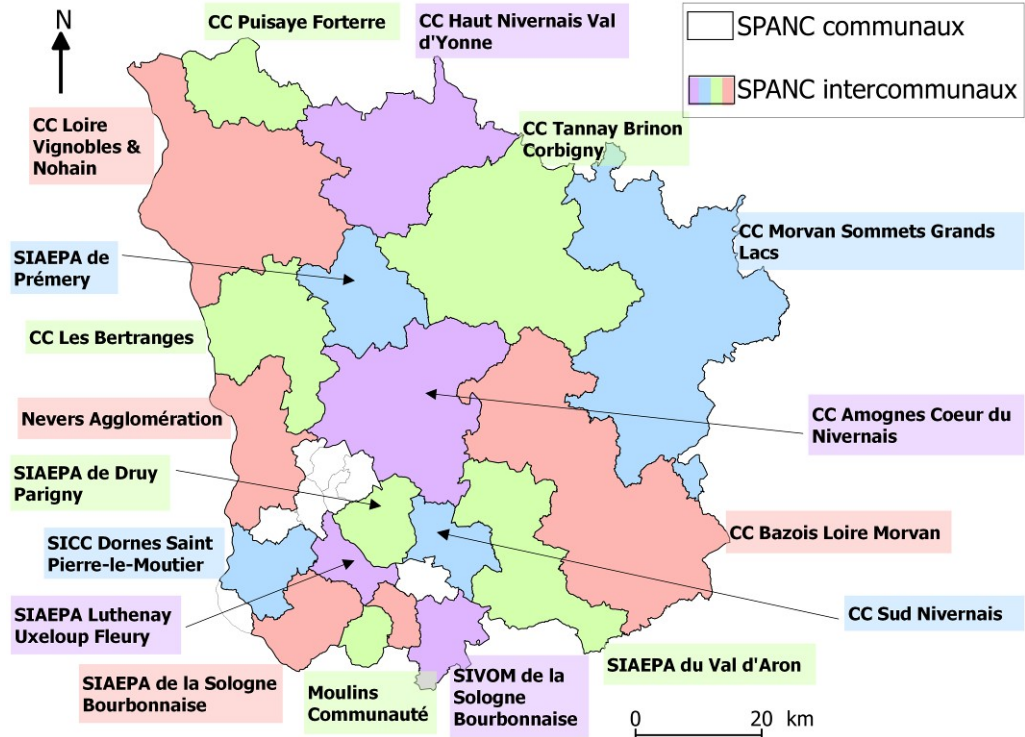 N
CC Puisaye Forterre
CC Haut Nivernais Val
d'Yonne
SPANC communaux
SPANC intercommunaux
CC Loire
Vignobles &
Nohain
CC Tannay Brinon
Corbigny
CC Morvan Sommets Grands
Lacs
SIAEPA de
Prémery
CC Les Bertranges
Nevers Agglomération
CC Amognes Coeur du
Nivernais
SIAEPA de Druy
Parigny
CC Bazois Loire Morvan
SICC Dornes Saint
Pierre-le-Moutier
SIAEPA Luthenay
Uxeloup Fleury
CC Sud Nivernais
SIAEPA du Val d'Aron
SIAEPA de la Sologne
Bourbonnaise
Moulins
Communauté
SIVOM de la
Sologne
Bourbonnaise
0 20 km